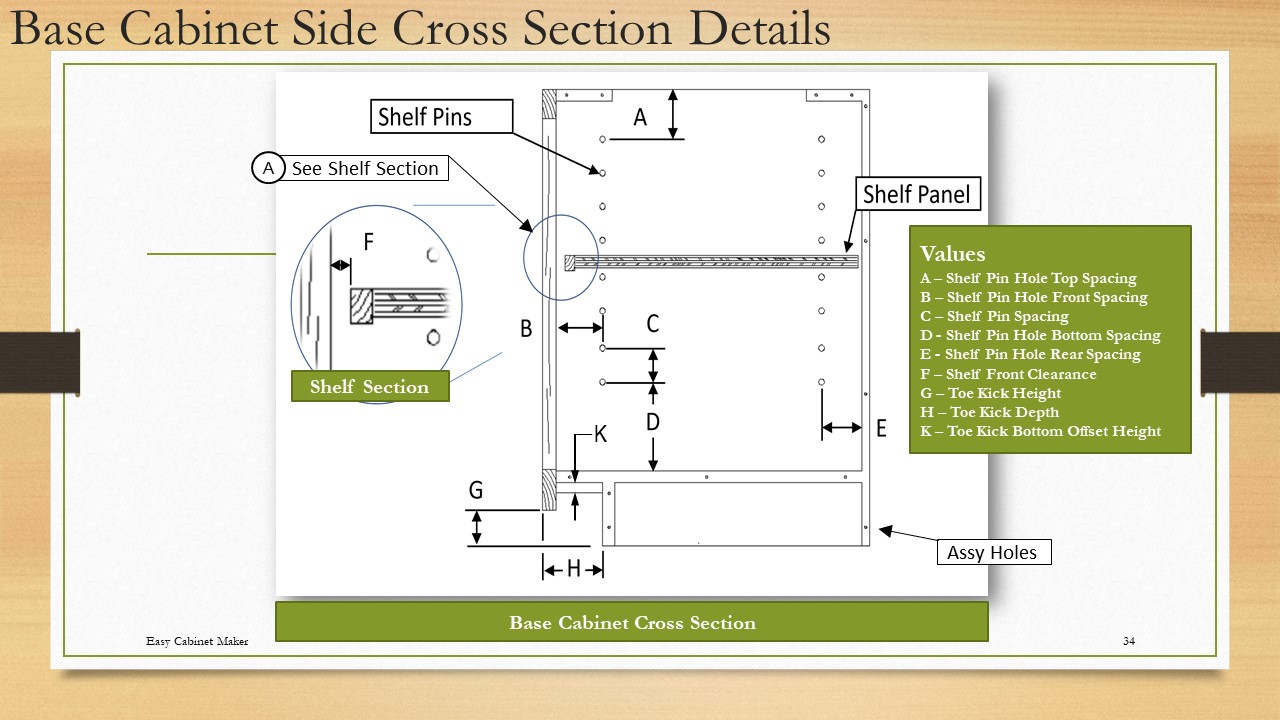 Base Cabinet Side Cross Section Details
Shelf Pins
A
A See Shelf Section
Shelf Panel
F
Values
A – Shelf Pin Hole Top Spacing
B – Shelf Pin Hole Front Spacing
C – Shelf Pin Spacing
D - Shelf Pin Hole Bottom Spacing
E - Shelf Pin Hole Rear Spacing
F – Shelf Front Clearance
G – Toe Kick Height
H – Toe Kick Depth
K – Toe Kick Bottom Offset Height
B
C
Shelf Section
D
E
K
G
Assy Holes
H
Base Cabinet Cross Section
Easy Cabinet Maker
34